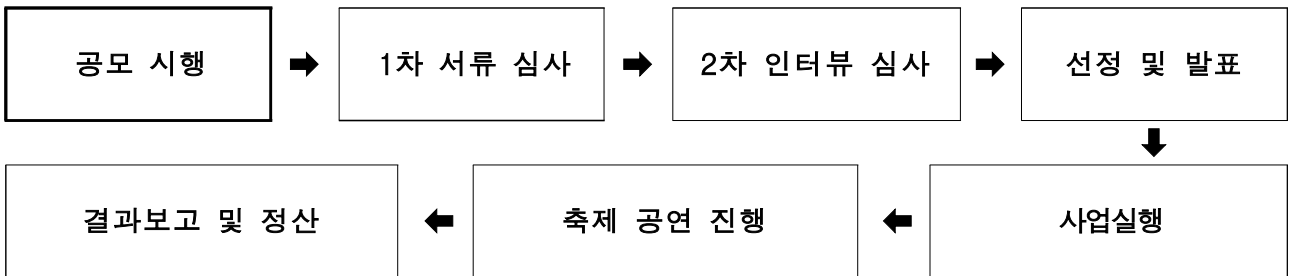 공모 시행
1차 서류 심사
2차 인터뷰 심사
선정 및 발표
사업실행
축제 공연 진행
결과보고 및 정산